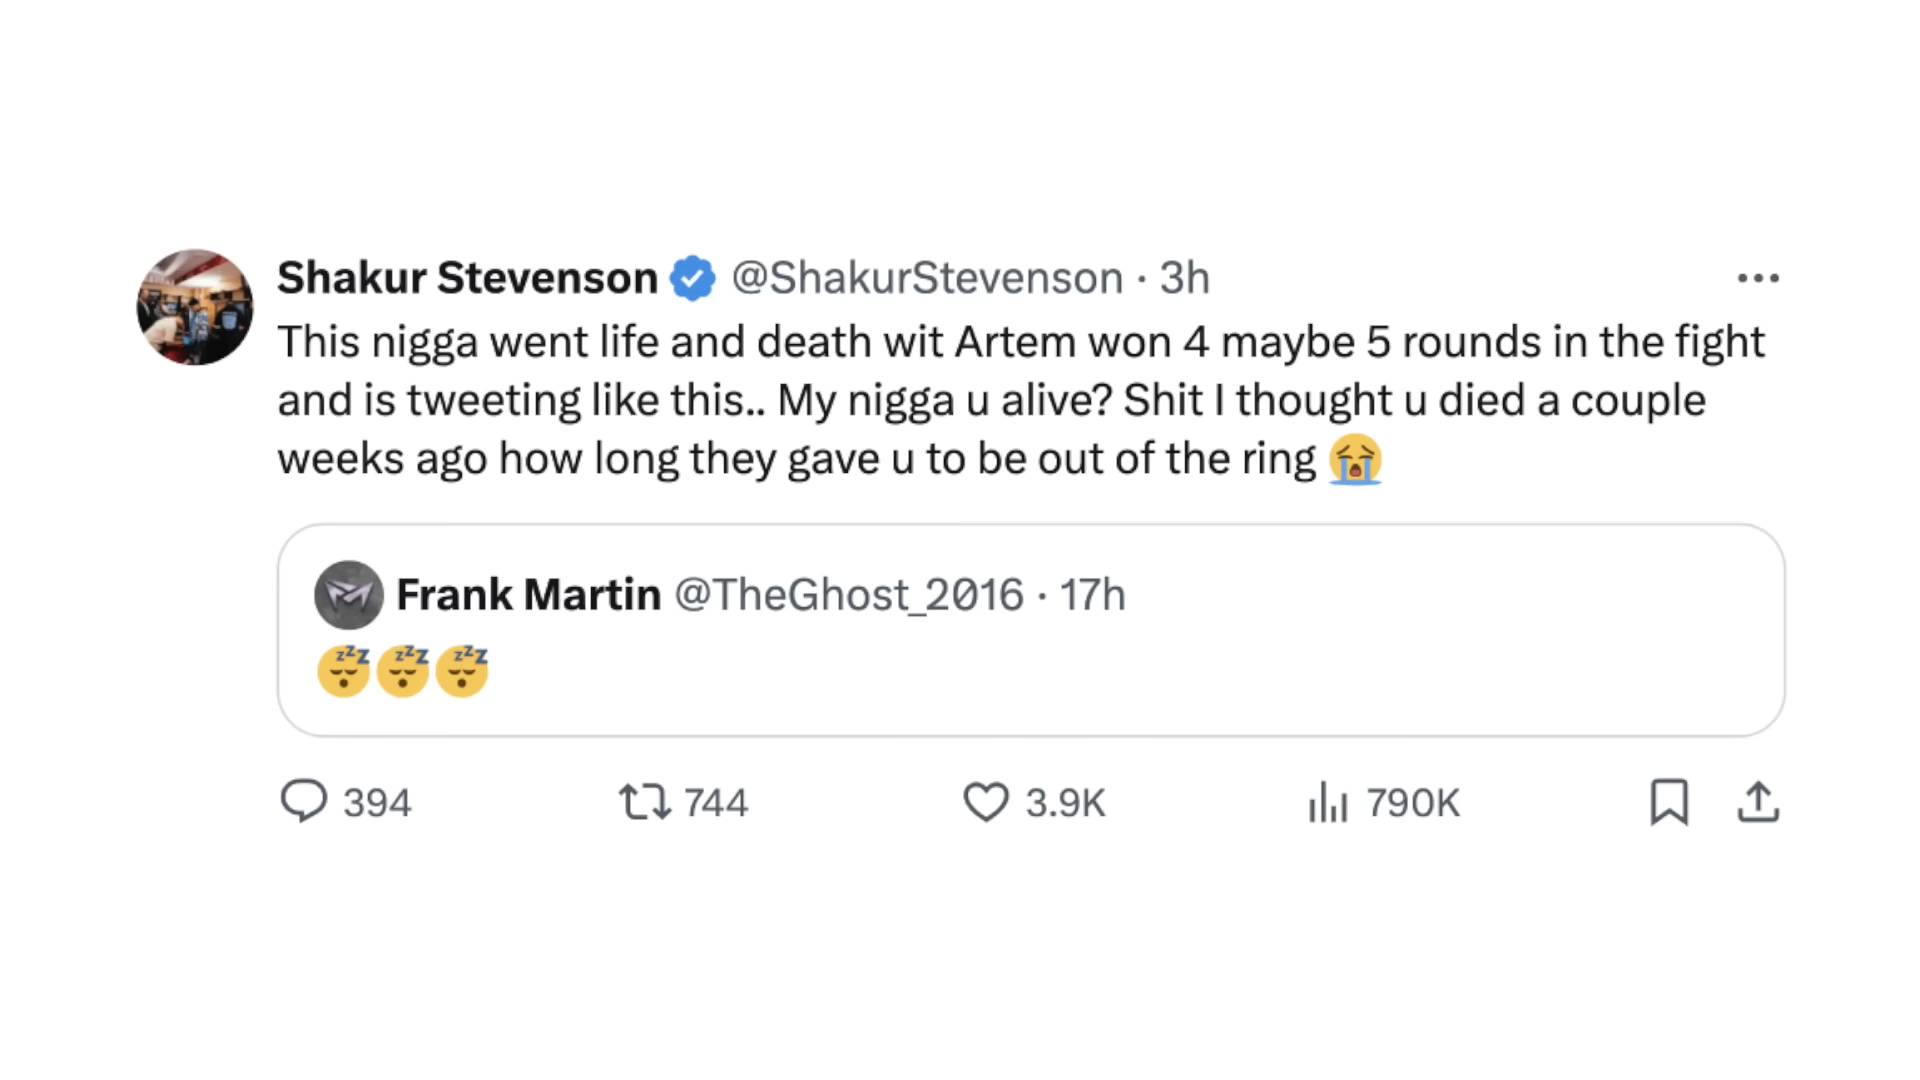 Shakur Stevenson @ShakurStevenson · 3h
This nigga went life and death wit Artem won 4 maybe 5 rounds in the fight
and is tweeting like this.. My nigga u alive? Shit I thought u died a couple
weeks ago how long they gave u to be out of the ring 😭
Frank Martin @TheGhost_2016 · 17h
😴😴😴
394 744 3.9K 790K